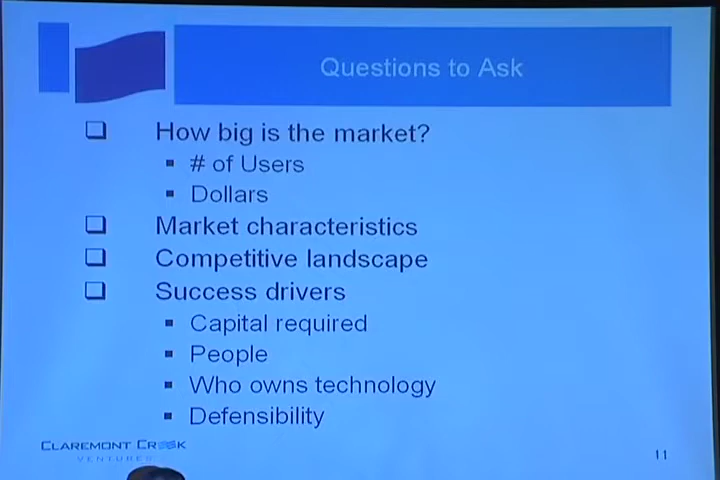 Questions to Ask
❑ How big is the market?
▪ # of Users
▪ Dollars
❑ Market characteristics
❑ Competitive landscape
❑ Success drivers
▪ Capital required
▪ People
▪ Who owns technology
▪ Defensibility
CLAREMONT CREEK
VENTURES
11